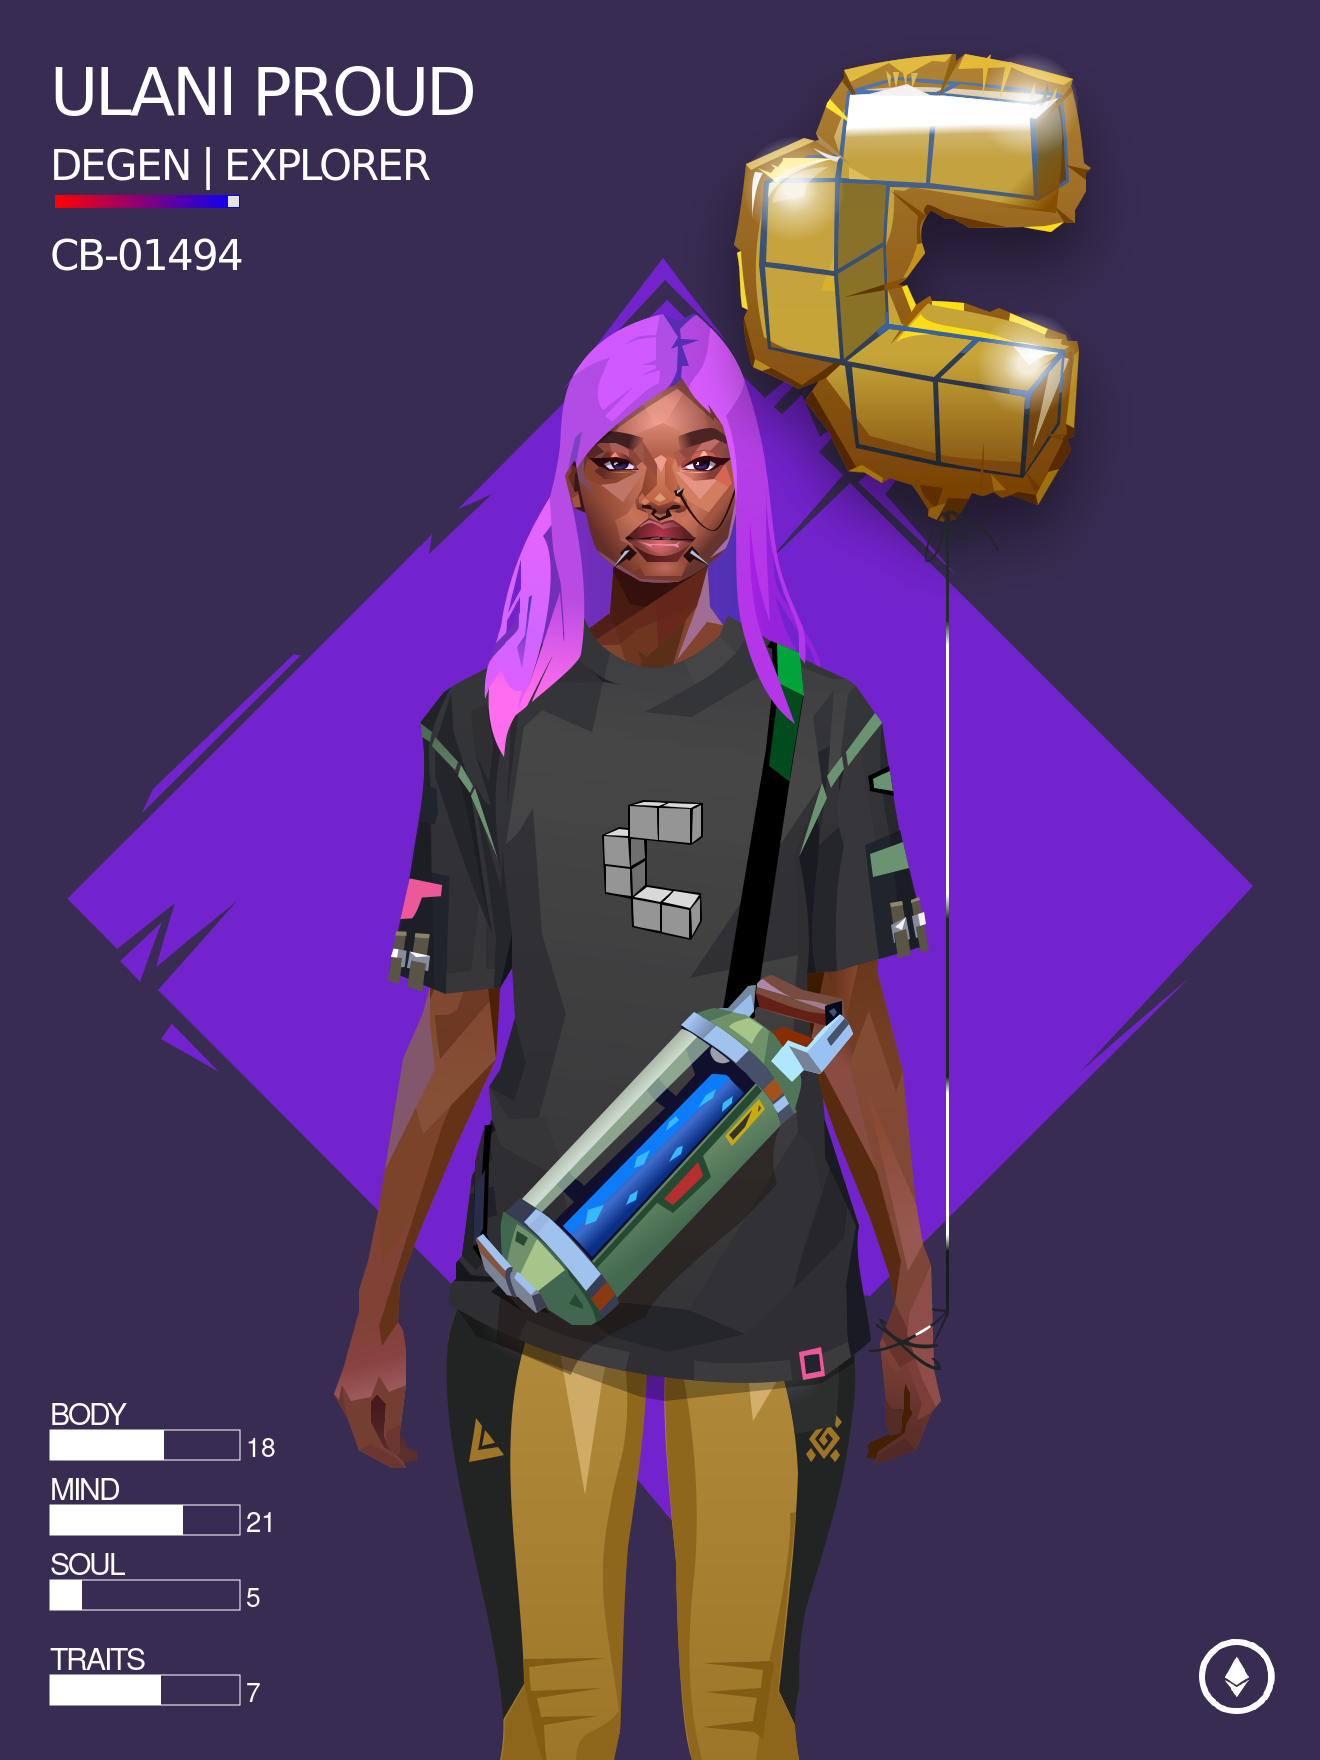 ULANI PROUD
DEGEN | EXPLORER
CB-01494
BODY
18
MIND
21
SOUL
5
TRAITS
7